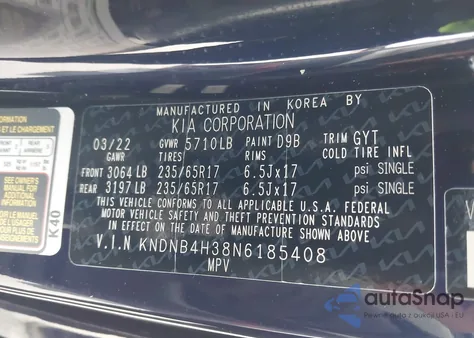 MANUFACTURED IN KOREA BY
KIA CORPORATION
03/22 GVWR 5710LB PAINT D9B TRIM GYT
GAWR TIRES RIMS COLD TIRE INFL
FRONT 3064 LB 235/65R17 6.5Jx17 psi SINGLE
REAR 3197 LB 235/65R17 6.5Jx17 psi SINGLE
THIS VEHICLE CONFORMS TO ALL APPLICABLE U.S.A. FEDERAL
MOTOR VEHICLE SAFETY AND THEFT PREVENTION STANDARDS
IN EFFECT ON THE DATE OF MANUFACTURE SHOWN ABOVE.
V.I.N KNDNB4H38N6185408
MPV
K40
ET LE CHARGEMENT
autoSnap